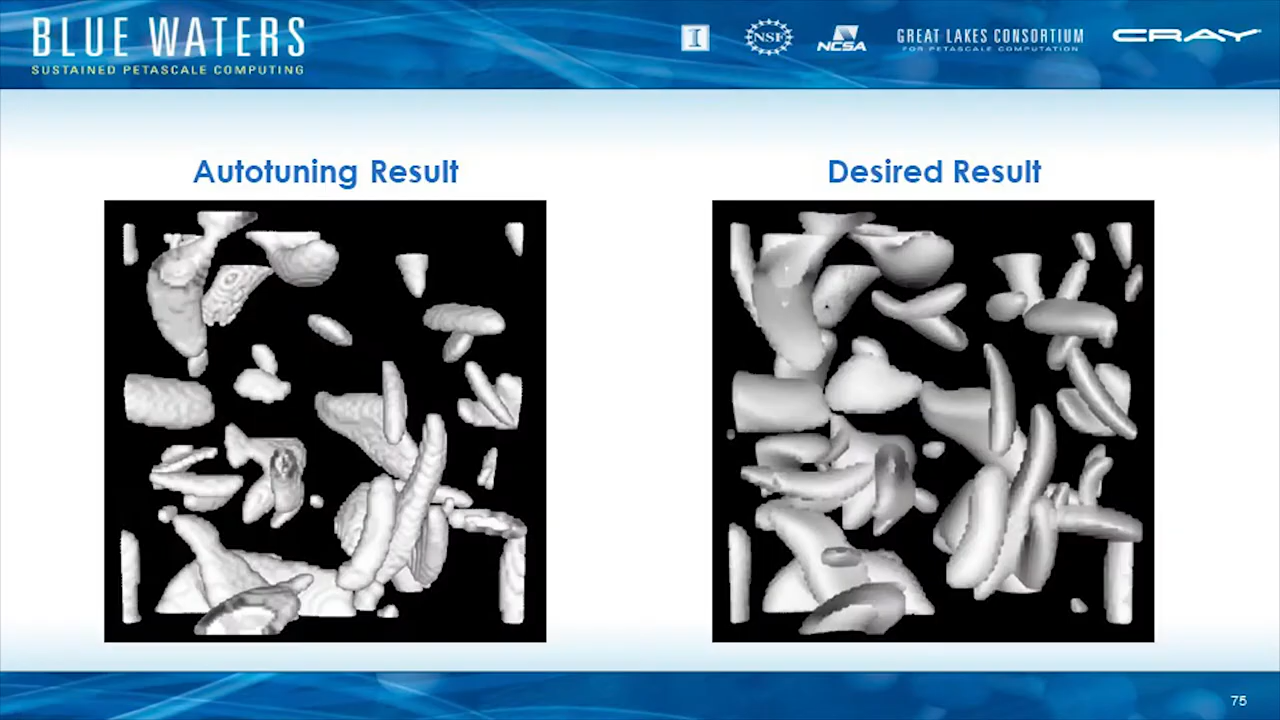 BLUE WATERS
SUSTAINED PETASCALE COMPUTING
I
NSF
NCSA
GREAT LAKES CONSORTIUM
FOR PETASCALE COMPUTATION
CRAY
Autotuning Result
Desired Result
75